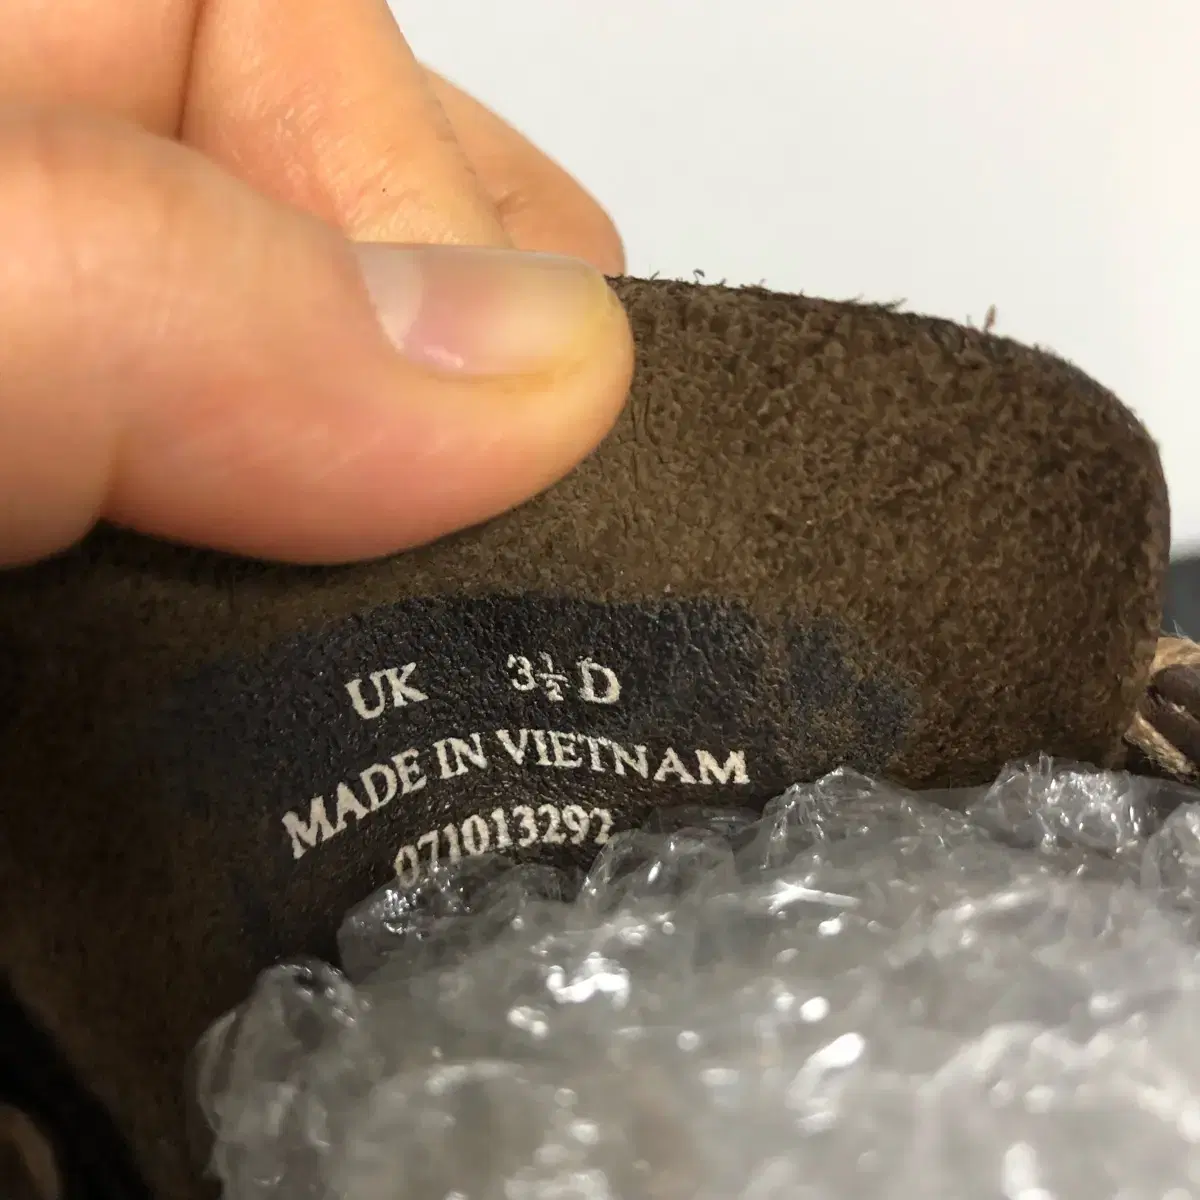 UK 3½ D
MADE IN VIETNAM
071013292